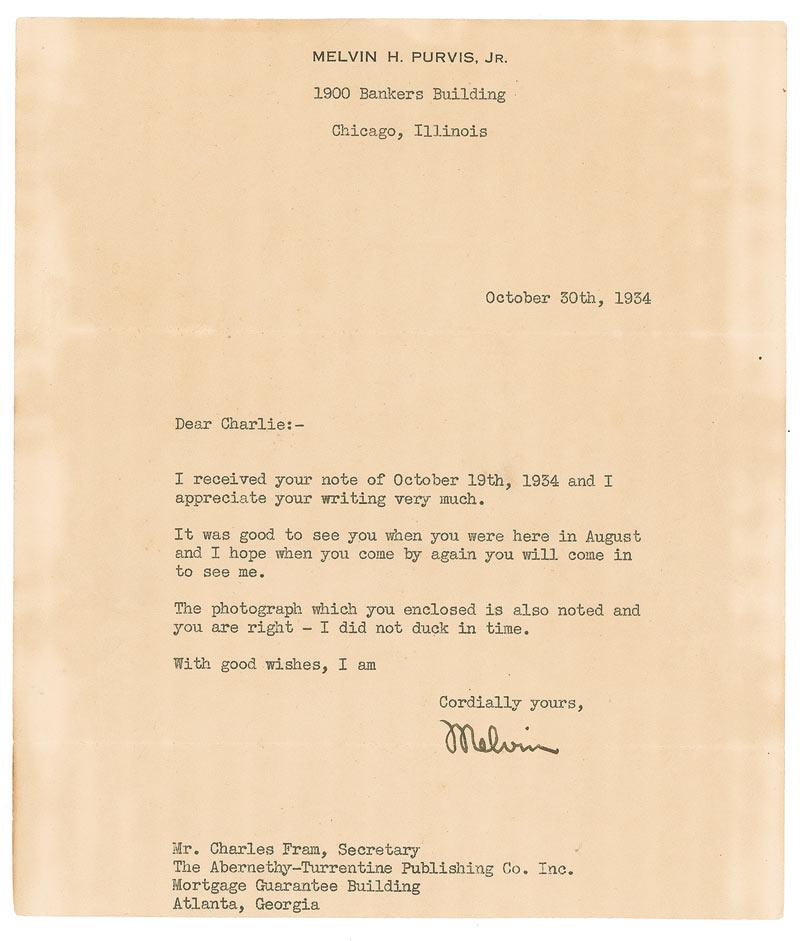 MELVIN H. PURVIS, JR.
1900 Bankers Building
Chicago, Illinois
October 30th, 1934
Dear Charlie:-
I received your note of October 19th, 1934 and I
appreciate your writing very much.
It was good to see you when you were here in August
and I hope when you come by again you will come in
to see me.
The photograph which you enclosed is also noted and
you are right - I did not duck in time.
With good wishes, I am
Cordially yours,
Melvin
Mr. Charles Fram, Secretary
The Abernethy-Turrentine Publishing Co. Inc.
Mortgage Guarantee Building
Atlanta, Georgia